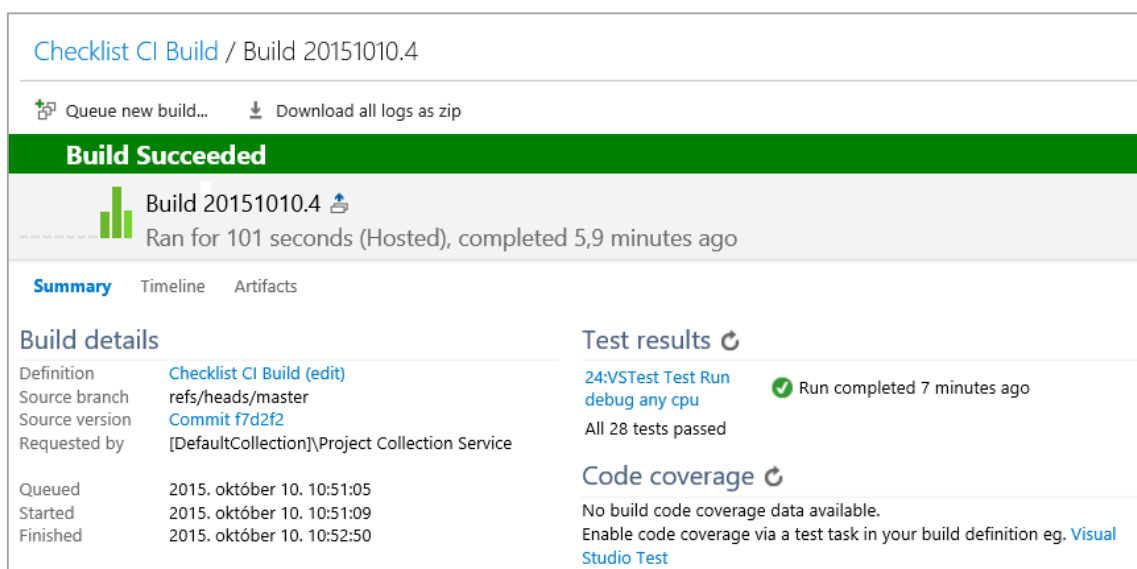 Checklist CI Build / Build 20151010.4
Queue new build... Download all logs as zip
Build Succeeded
Build 20151010.4
Ran for 101 seconds (Hosted), completed 5,9 minutes ago
Summary Timeline Artifacts
Build details
Definition Checklist CI Build (edit)
Source branch refs/heads/master
Source version Commit f7d2f2
Requested by [DefaultCollection]\Project Collection Service
Queued 2015. október 10. 10:51:05
Started 2015. október 10. 10:51:09
Finished 2015. október 10. 10:52:50
Test results
24:VSTest Test Run
debug any cpu
Run completed 7 minutes ago
All 28 tests passed
Code coverage
No build code coverage data available.
Enable code coverage via a test task in your build definition eg. Visual
Studio Test